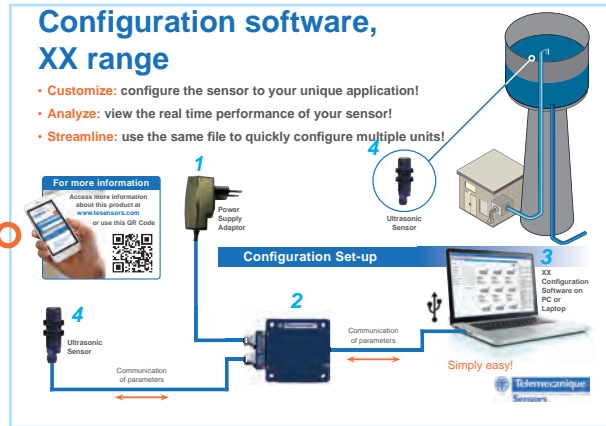 Configuration software,
XX range
• Customize: configure the sensor to your unique application!
• Analyze: view the real time performance of your sensor!
• Streamline: use the same file to quickly configure multiple units!
4
Ultrasonic
Sensor
For more information
Access more information
about this product at
www.tesensors.com
or use this QR Code
1
Power
Supply
Adaptor
Configuration Set-up
3
XX
Configuration
Software on
PC or
Laptop
2
4
Ultrasonic
Sensor
Communication
of parameters
Communication
of parameters
Simply easy!
Telemecanique
Sensors